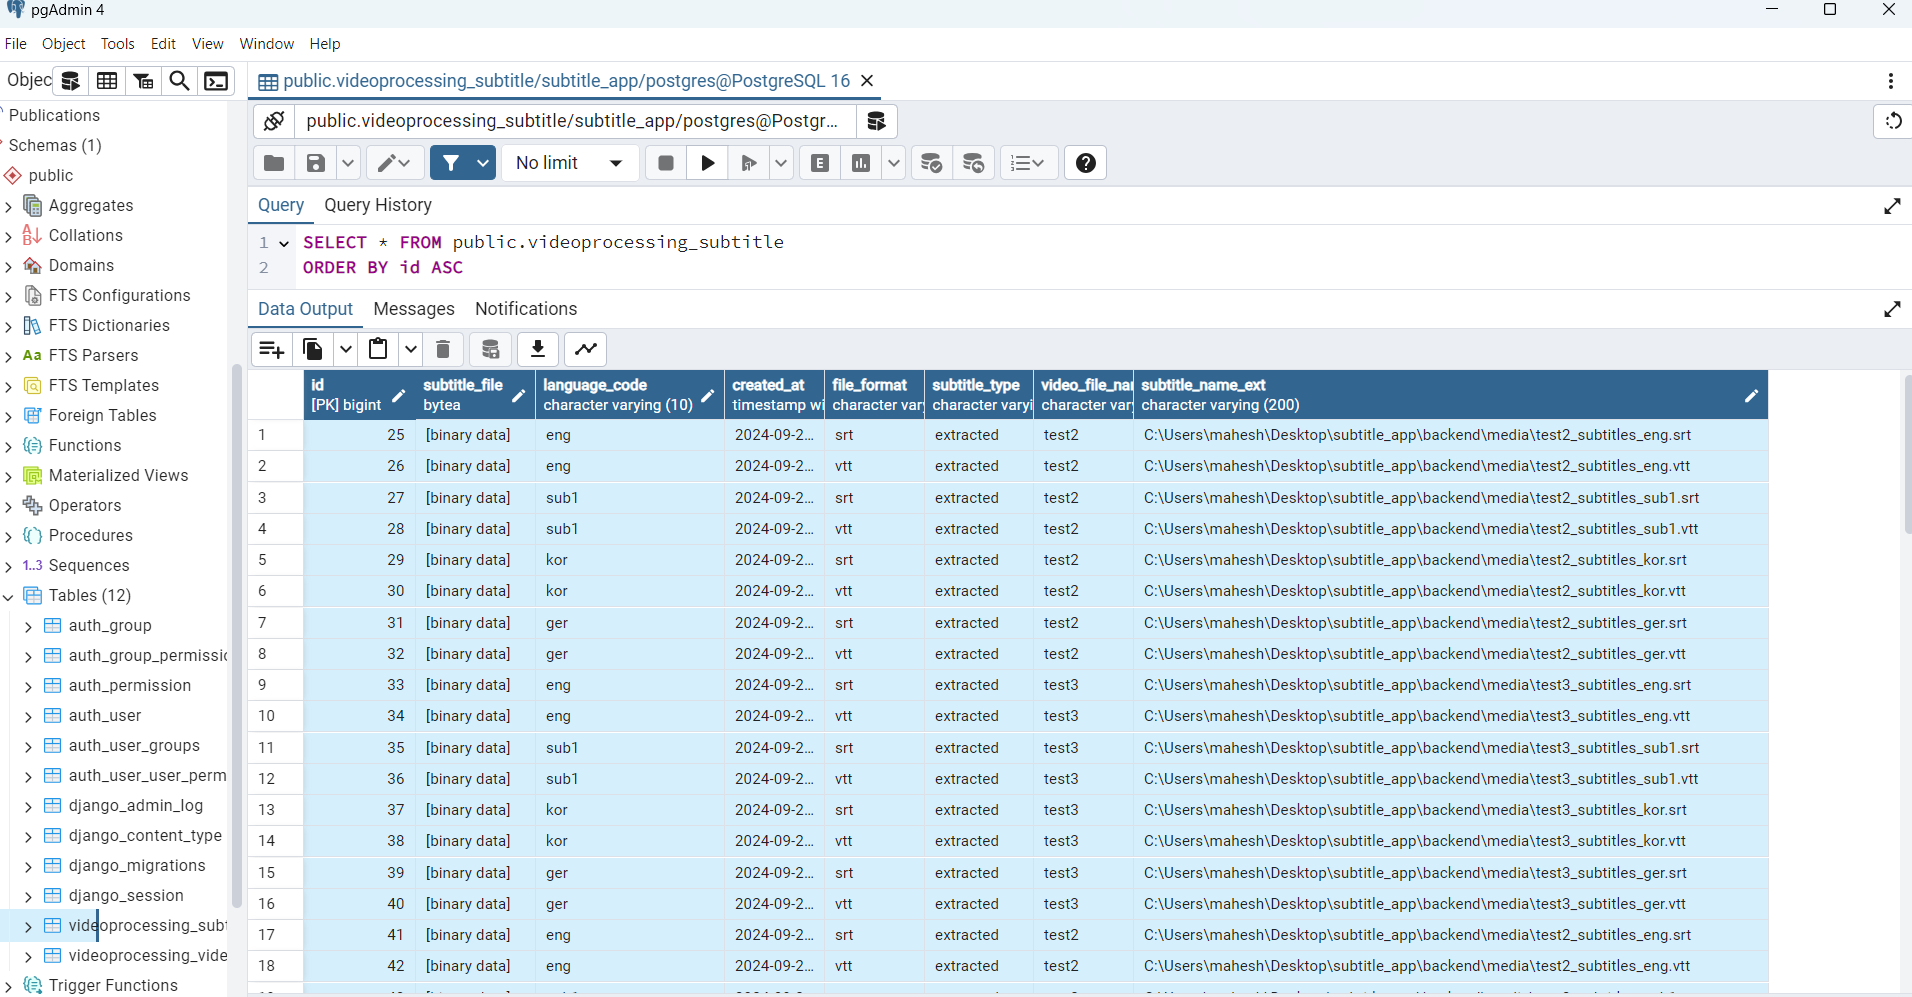 pgAdmin 4
File Object Tools Edit View Window Help
Objec
public.videoprocessing_subtitle/subtitle_app/postgres@PostgreSQL 16
public.videoprocessing_subtitle/subtitle_app/postgres@Postgr...
No limit
E
Query Query History
1 SELECT * FROM public.videoprocessing_subtitle
2 ORDER BY id ASC
Data Output Messages Notifications
Publications
Schemas (1)
public
Aggregates
Collations
Domains
FTS Configurations
FTS Dictionaries
Aa FTS Parsers
FTS Templates
Foreign Tables
Functions
Materialized Views
Operators
Procedures
1..3 Sequences
Tables (12)
auth_group
auth_group_permissi
auth_permission
auth_user
auth_user_groups
auth_user_user_perm
django_admin_log
django_content_type
django_migrations
django_session
videoprocessing_subt
videoprocessing_vide
Trigger Functions
id subtitle_file language_code created_at file_format subtitle_type video_file_nar subtitle_name_ext
[PK] bigint bytea character varying (10) timestamp wi character var character varyi character var character varying (200)
1 25 [binary data] eng 2024-09-2... srt extracted test2 C:\Users\mahesh\Desktop\subtitle_app\backend\media\test2_subtitles_eng.srt
2 26 [binary data] eng 2024-09-2... vtt extracted test2 C:\Users\mahesh\Desktop\subtitle_app\backend\media\test2_subtitles_eng.vtt
3 27 [binary data] sub1 2024-09-2... srt extracted test2 C:\Users\mahesh\Desktop\subtitle_app\backend\media\test2_subtitles_sub1.srt
4 28 [binary data] sub1 2024-09-2... vtt extracted test2 C:\Users\mahesh\Desktop\subtitle_app\backend\media\test2_subtitles_sub1.vtt
5 29 [binary data] kor 2024-09-2... srt extracted test2 C:\Users\mahesh\Desktop\subtitle_app\backend\media\test2_subtitles_kor.srt
6 30 [binary data] kor 2024-09-2... vtt extracted test2 C:\Users\mahesh\Desktop\subtitle_app\backend\media\test2_subtitles_kor.vtt
7 31 [binary data] ger 2024-09-2... srt extracted test2 C:\Users\mahesh\Desktop\subtitle_app\backend\media\test2_subtitles_ger.srt
8 32 [binary data] ger 2024-09-2... vtt extracted test2 C:\Users\mahesh\Desktop\subtitle_app\backend\media\test2_subtitles_ger.vtt
9 33 [binary data] eng 2024-09-2... srt extracted test3 C:\Users\mahesh\Desktop\subtitle_app\backend\media\test3_subtitles_eng.srt
10 34 [binary data] eng 2024-09-2... vtt extracted test3 C:\Users\mahesh\Desktop\subtitle_app\backend\media\test3_subtitles_eng.vtt
11 35 [binary data] sub1 2024-09-2... srt extracted test3 C:\Users\mahesh\Desktop\subtitle_app\backend\media\test3_subtitles_sub1.srt
12 36 [binary data] sub1 2024-09-2... vtt extracted test3 C:\Users\mahesh\Desktop\subtitle_app\backend\media\test3_subtitles_sub1.vtt
13 37 [binary data] kor 2024-09-2... srt extracted test3 C:\Users\mahesh\Desktop\subtitle_app\backend\media\test3_subtitles_kor.srt
14 38 [binary data] kor 2024-09-2... vtt extracted test3 C:\Users\mahesh\Desktop\subtitle_app\backend\media\test3_subtitles_kor.vtt
15 39 [binary data] ger 2024-09-2... srt extracted test3 C:\Users\mahesh\Desktop\subtitle_app\backend\media\test3_subtitles_ger.srt
16 40 [binary data] ger 2024-09-2... vtt extracted test3 C:\Users\mahesh\Desktop\subtitle_app\backend\media\test3_subtitles_ger.vtt
17 41 [binary data] eng 2024-09-2... srt extracted test2 C:\Users\mahesh\Desktop\subtitle_app\backend\media\test2_subtitles_eng.srt
18 42 [binary data] eng 2024-09-2... vtt extracted test2 C:\Users\mahesh\Desktop\subtitle_app\backend\media\test2_subtitles_eng.vtt